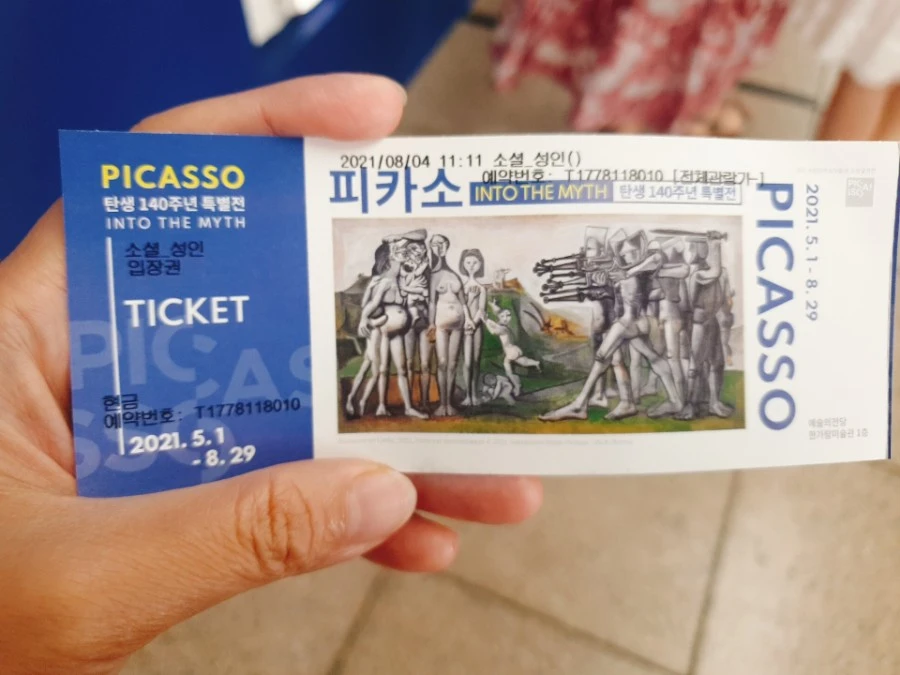 PICASSO
탄생 140주년 특별전
INTO THE MYTH
소셜_성인
입장권
TICKET
현금
예약번호: T1778118010
2021. 5. 1
- 8. 29
2021/08/04 11:11 소셜_성인()
예약번호: T1778118010 [전체관람가-]
피카소 INTO THE MYTH 탄생 140주년 특별전
PICASSO
2021. 5. 1 - 8. 29
예술의전당
한가람미술관 1층
PIC
CAS
SSO